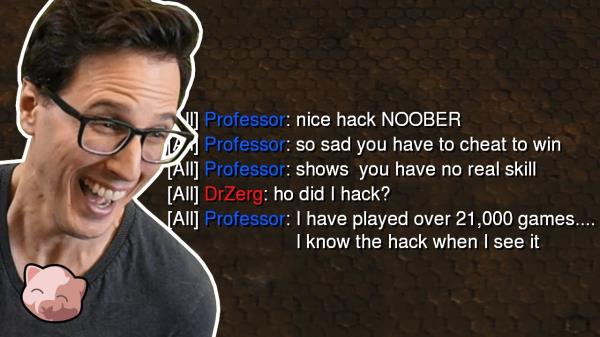 [All] Professor: nice hack NOOBER
[All] Professor: so sad you have to cheat to win
[All] Professor: shows  you have no real skill
[All] DrZerg: ho did I hack?
[All] Professor: I have played over 21,000 games....
I know the hack when I see it